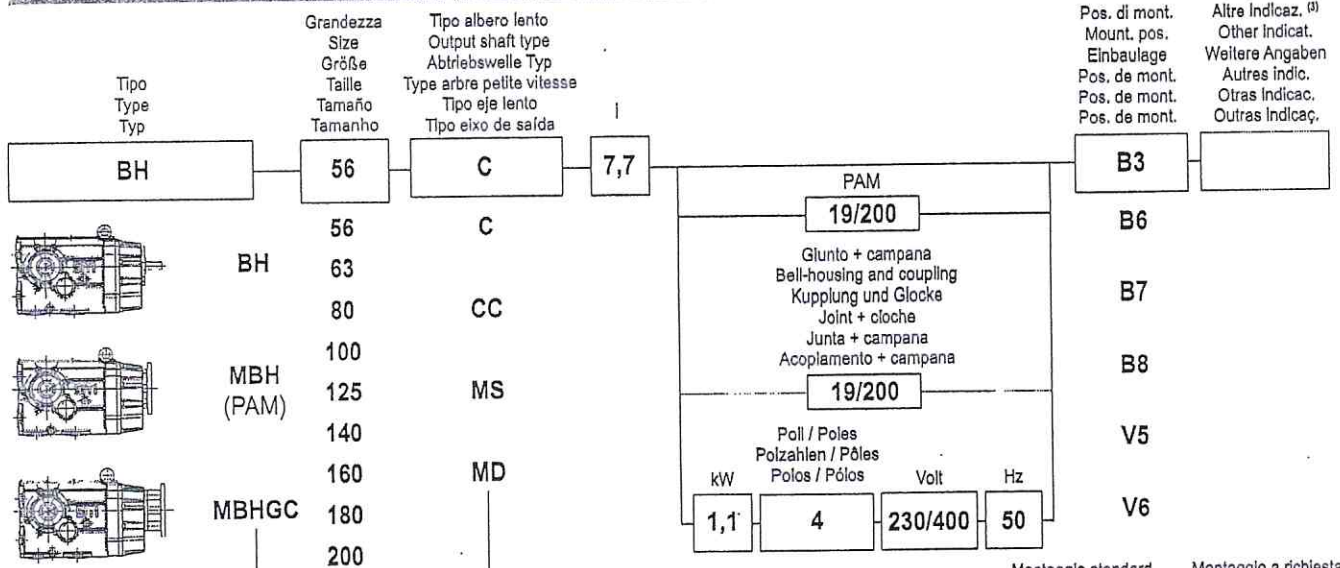 Tipo
Type
Typ
Grandezza
Size
Größe
Taille
Tamaño
Tamanho
Tipo albero lento
Output shaft type
Abtriebswelle Typ
Type arbre petite vitesse
Tipo eje lento
Tipo eixo de saída
i
Pos. di mont.
Mount. pos.
Einbaulage
Pos. de mont.
Pos. de mont.
Pos. de mont.
Altre Indicaz. (3)
Other Indicat.
Weitere Angaben
Autres indic.
Otras Indicac.
Outras Indicaç.
BH
56
C
7,7
B3
PAM
19/200
Giunto + campana
Bell-housing and coupling
Kupplung und Glocke
Joint + cloche
Junta + campana
Acoplamento + campana
19/200
kW
Poli / Poles
Polzahlen / Pôles
Polos / Pólos
Volt
Hz
1,1
4
230/400
50
BH
MBH
(PAM)
MBHGC
56
63
80
100
125
140
160
180
200
C
CC
MS
MD
B6
B7
B8
V5
V6
Montaggio standard
Montaggio a richiesta